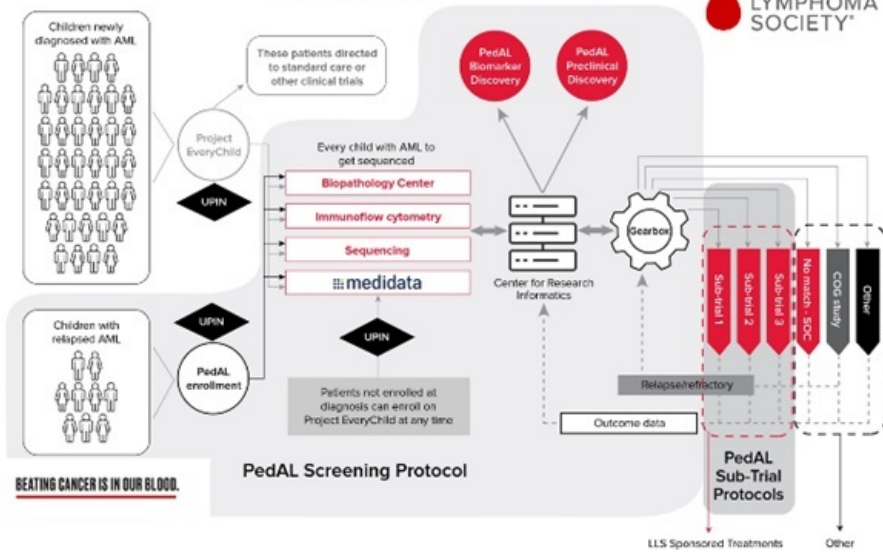 LYMPHOMA
SOCIETY®
Children newly
diagnosed with AML
These patients directed
to standard care or
other clinical trials
Project
EveryChild
UPIN
PedAL
Biomarker
Discovery
PedAL
Preclinical
Discovery
Every child with AML to
get sequenced
Biopathology Center
Immunoflow cytometry
Sequencing
medidata
Center for Research
Informatics
Gearbox
Sub-trial 1
Sub-trial 2
Sub-trial 3
No match - SOC
COG study
Other
Children with
relapsed AML
UPIN
PedAL
enrollment
UPIN
Patients not enrolled at
diagnosis can enroll on
Project EveryChild at any time
Relapse/refractory
Outcome data
BEATING CANCER IS IN OUR BLOOD.
PedAL Screening Protocol
PedAL
Sub-Trial
Protocols
LLS Sponsored Treatments
Other